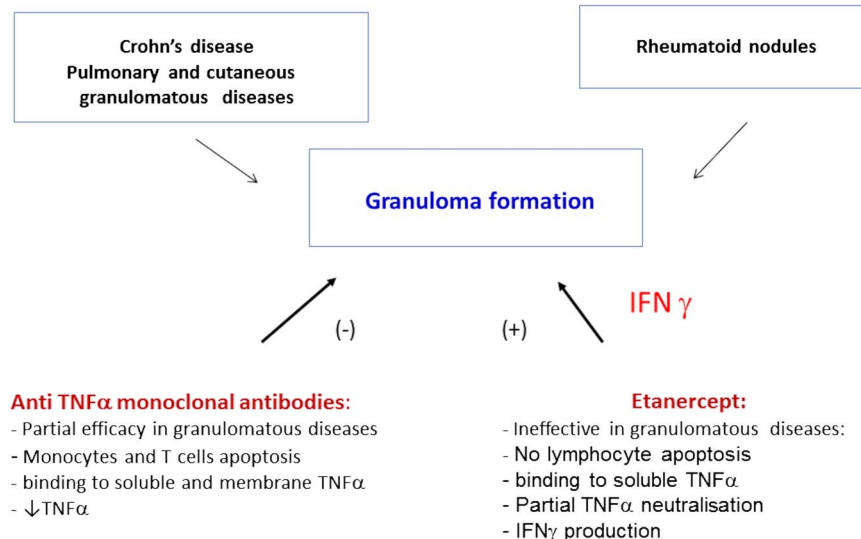 Crohn's disease
Pulmonary and cutaneous
granulomatous diseases
Rheumatoid nodules
Granuloma formation
(-)
(+)
IFN γ
Anti TNFα monoclonal antibodies:
- Partial efficacy in granulomatous diseases
- Monocytes and T cells apoptosis
- binding to soluble and membrane TNFα
- ↓TNFα
Etanercept:
- Ineffective in granulomatous diseases:
- No lymphocyte apoptosis
- binding to soluble TNFα
- Partial TNFα neutralisation
- IFNγ production